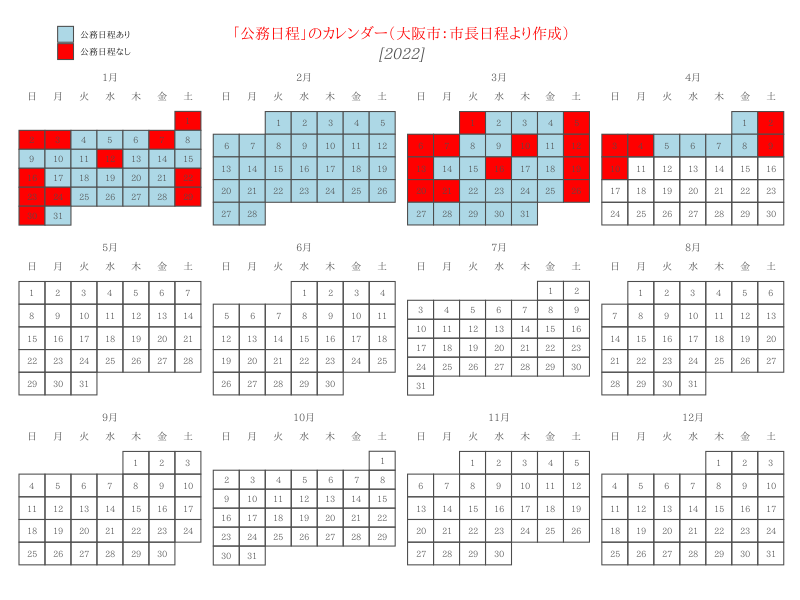 公務日程あり
公務日程なし
「公務日程」のカレンダー（大阪市：市長日程より作成）
[2022]
1月
日 月 火 水 木 金 土
1
2 3 4 5 6 7 8
9 10 11 12 13 14 15
16 17 18 19 20 21 22
23 24 25 26 27 28 29
30 31
2月
日 月 火 水 木 金 土
1 2 3 4 5
6 7 8 9 10 11 12
13 14 15 16 17 18 19
20 21 22 23 24 25 26
27 28
3月
日 月 火 水 木 金 土
1 2 3 4 5
6 7 8 9 10 11 12
13 14 15 16 17 18 19
20 21 22 23 24 25 26
27 28 29 30 31
4月
日 月 火 水 木 金 土
1 2
3 4 5 6 7 8 9
10 11 12 13 14 15 16
17 18 19 20 21 22 23
24 25 26 27 28 29 30
5月
日 月 火 水 木 金 土
1 2 3 4 5 6 7
8 9 10 11 12 13 14
15 16 17 18 19 20 21
22 23 24 25 26 27 28
29 30 31
6月
日 月 火 水 木 金 土
1 2 3 4
5 6 7 8 9 10 11
12 13 14 15 16 17 18
19 20 21 22 23 24 25
26 27 28 29 30
7月
日 月 火 水 木 金 土
1 2
3 4 5 6 7 8 9
10 11 12 13 14 15 16
17 18 19 20 21 22 23
24 25 26 27 28 29 30
31
8月
日 月 火 水 木 金 土
1 2 3 4 5 6
7 8 9 10 11 12 13
14 15 16 17 18 19 20
21 22 23 24 25 26 27
28 29 30 31
9月
日 月 火 水 木 金 土
1 2 3
4 5 6 7 8 9 10
11 12 13 14 15 16 17
18 19 20 21 22 23 24
25 26 27 28 29 30
10月
日 月 火 水 木 金 土
1
2 3 4 5 6 7 8
9 10 11 12 13 14 15
16 17 18 19 20 21 22
23 24 25 26 27 28 29
30 31
11月
日 月 火 水 木 金 土
1 2 3 4 5
6 7 8 9 10 11 12
13 14 15 16 17 18 19
20 21 22 23 24 25 26
27 28 29 30
12月
日 月 火 水 木 金 土
1 2 3
4 5 6 7 8 9 10
11 12 13 14 15 16 17
18 19 20 21 22 23 24
25 26 27 28 29 30 31